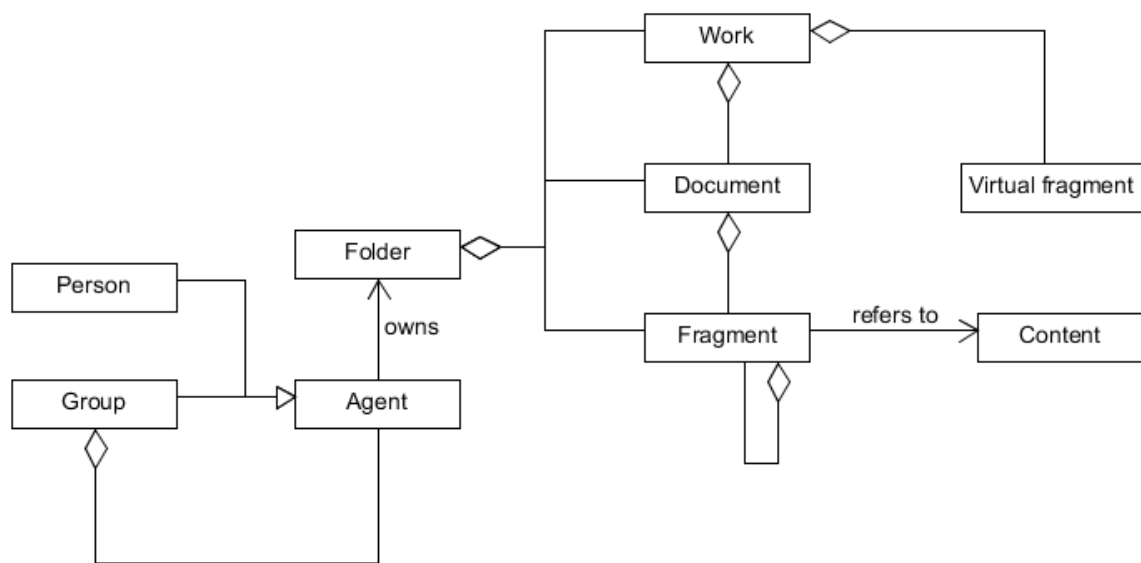 Work
Document
Virtual fragment
Folder
Person
owns
Fragment
refers to
Content
Group
Agent